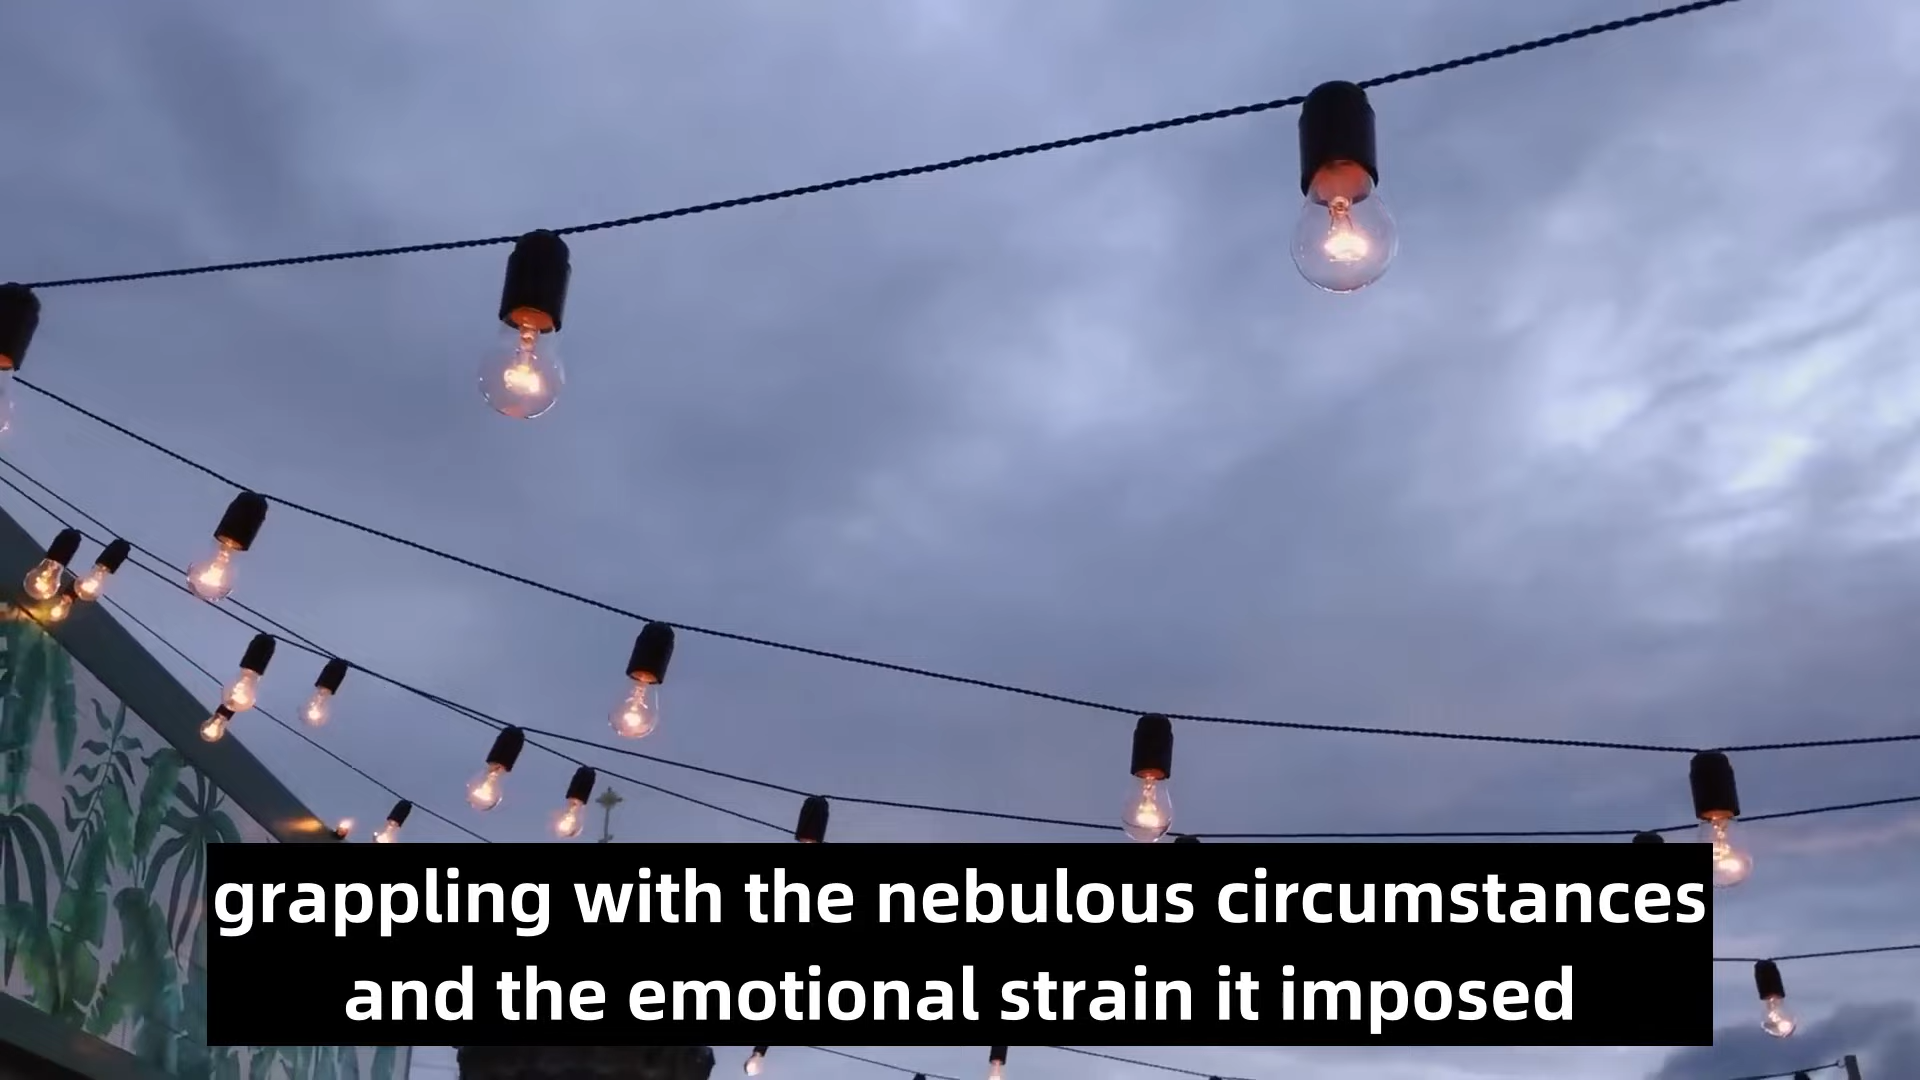 grappling with the nebulous circumstances
and the emotional strain it imposed